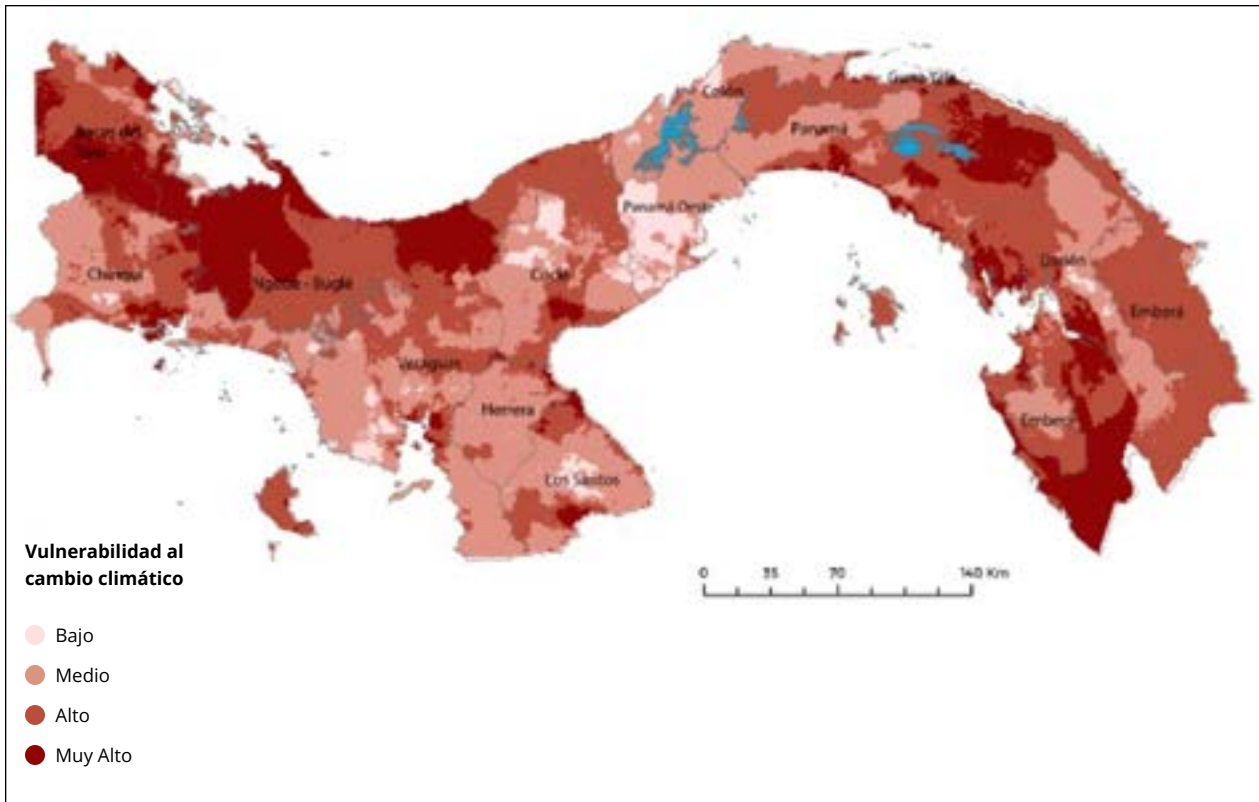 Guna Yala
Colón
Bocas del
Panamá
Panamá Oeste
Chiriquí
Ngäbe - Buglé
Coclé
Darién
Emberá
Veraguas
Herrera
Emberá
Los Santos
Vulnerabilidad al
cambio climático
0 35 70 140 Km
Bajo
Medio
Alto
Muy Alto